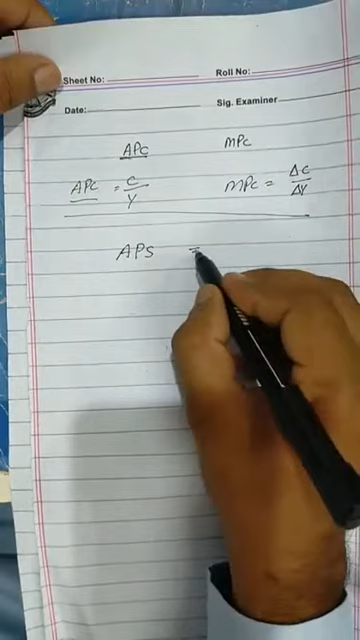 Sheet No: Roll No:
Date: Sig. Examiner
APC MPC
APC = C/Y MPC = ΔC/ΔY
APS =